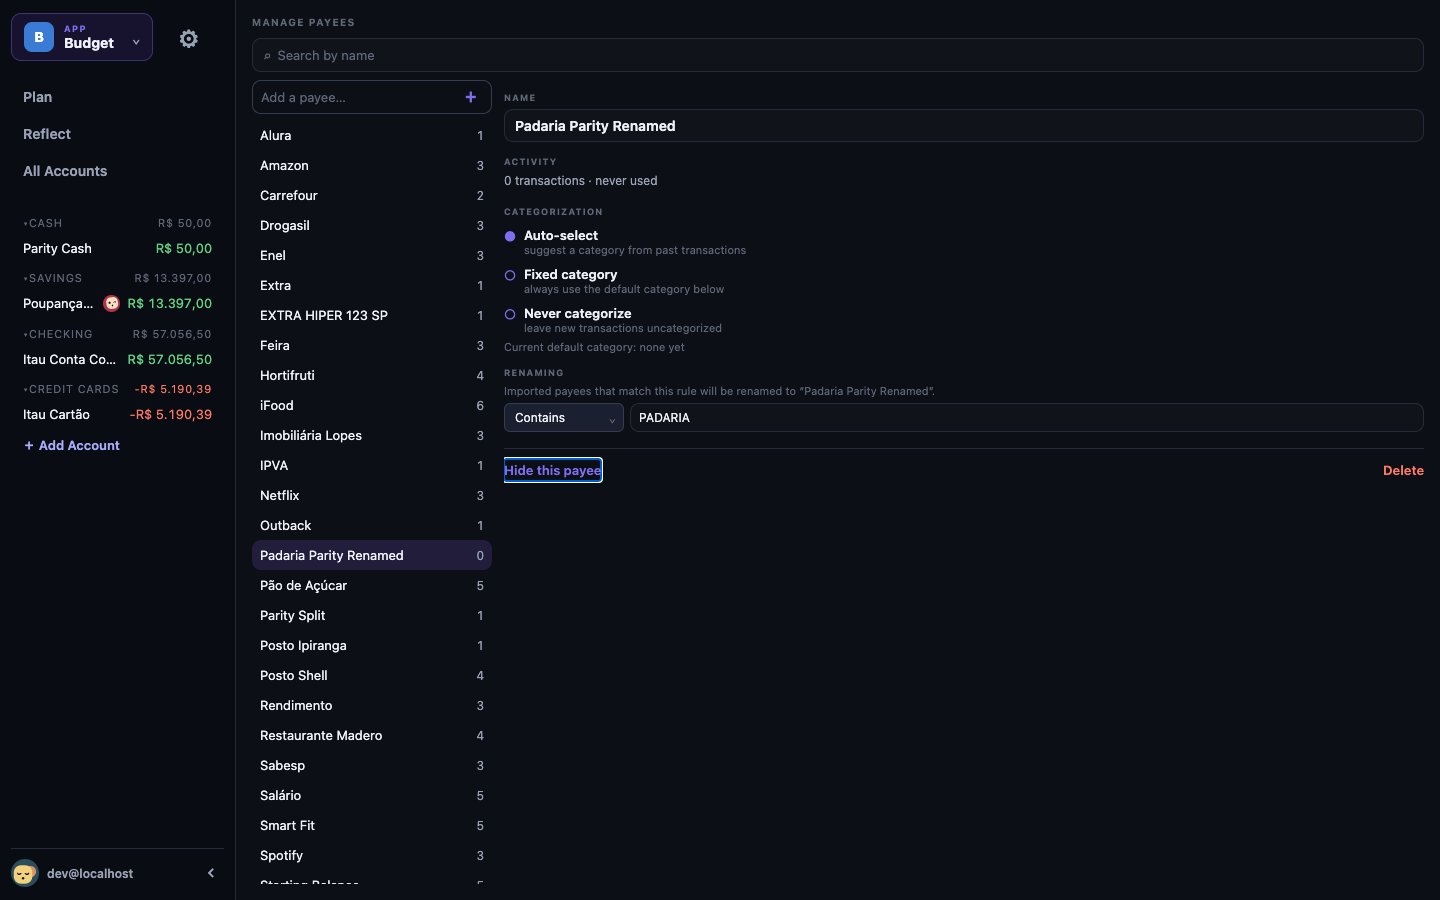 B
APP
Budget
Plan
Reflect
All Accounts
CASH R$ 50,00
Parity Cash R$ 50,00
SAVINGS R$ 13.397,00
Poupança... R$ 13.397,00
CHECKING R$ 57.056,50
Itau Conta Co... R$ 57.056,50
CREDIT CARDS -R$ 5.190,39
Itau Cartão -R$ 5.190,39
+ Add Account
dev@localhost
MANAGE PAYEES
Search by name
Add a payee... +
Alura 1
Amazon 3
Carrefour 2
Drogasil 3
Enel 3
Extra 1
EXTRA HIPER 123 SP 1
Feira 3
Hortifruti 4
iFood 6
Imobiliária Lopes 3
IPVA 1
Netflix 3
Outback 1
Padaria Parity Renamed 0
Pão de Açúcar 5
Parity Split 1
Posto Ipiranga 1
Posto Shell 4
Rendimento 3
Restaurante Madero 4
Sabesp 3
Salário 5
Smart Fit 5
Spotify 3
Starting Balance 5
NAME
Padaria Parity Renamed
ACTIVITY
0 transactions · never used
CATEGORIZATION
Auto-select
suggest a category from past transactions
Fixed category
always use the default category below
Never categorize
leave new transactions uncategorized
Current default category: none yet
RENAMING
Imported payees that match this rule will be renamed to “Padaria Parity Renamed”.
Contains PADARIA
Hide this payee
Delete